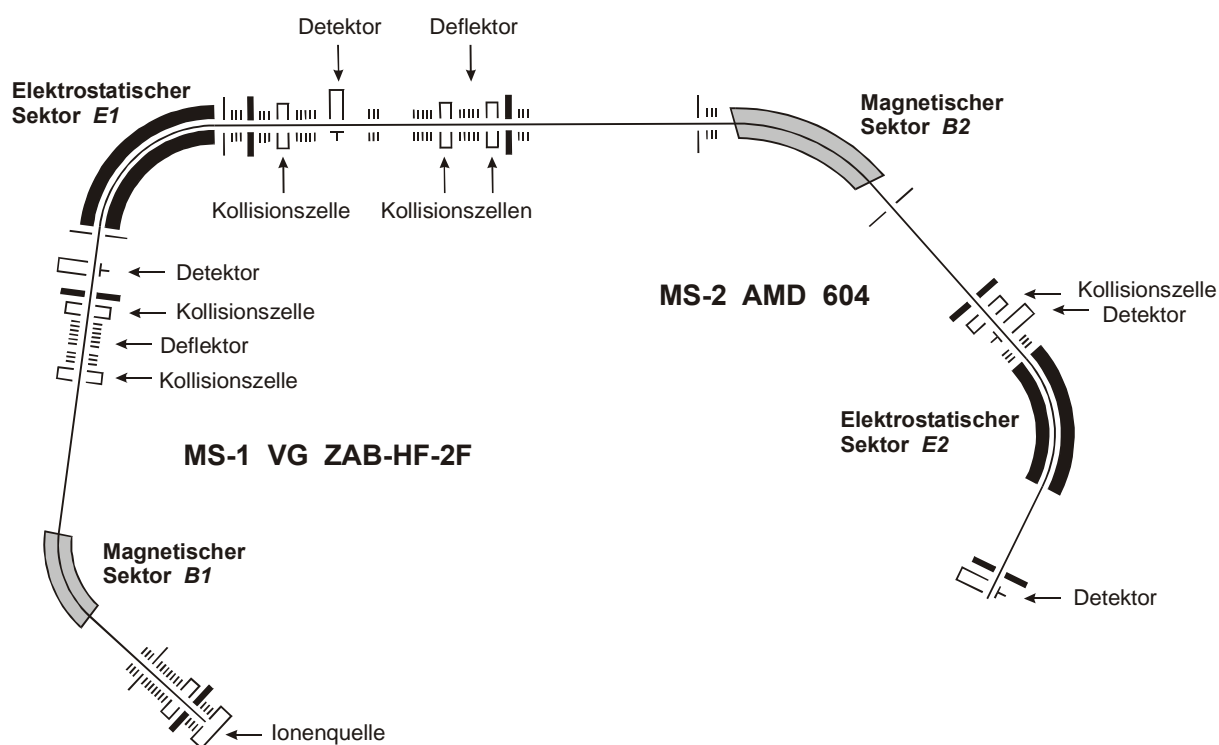 Detektor
Deflektor
Elektrostatischer
Sektor E1
Magnetischer
Sektor B2
Kollisionszelle
Kollisionszellen
Detektor
Kollisionszelle
Deflektor
Kollisionszelle
MS-2 AMD 604
Kollisionszelle
Detektor
Elektrostatischer
Sektor E2
MS-1 VG ZAB-HF-2F
Magnetischer
Sektor B1
Detektor
Ionenquelle